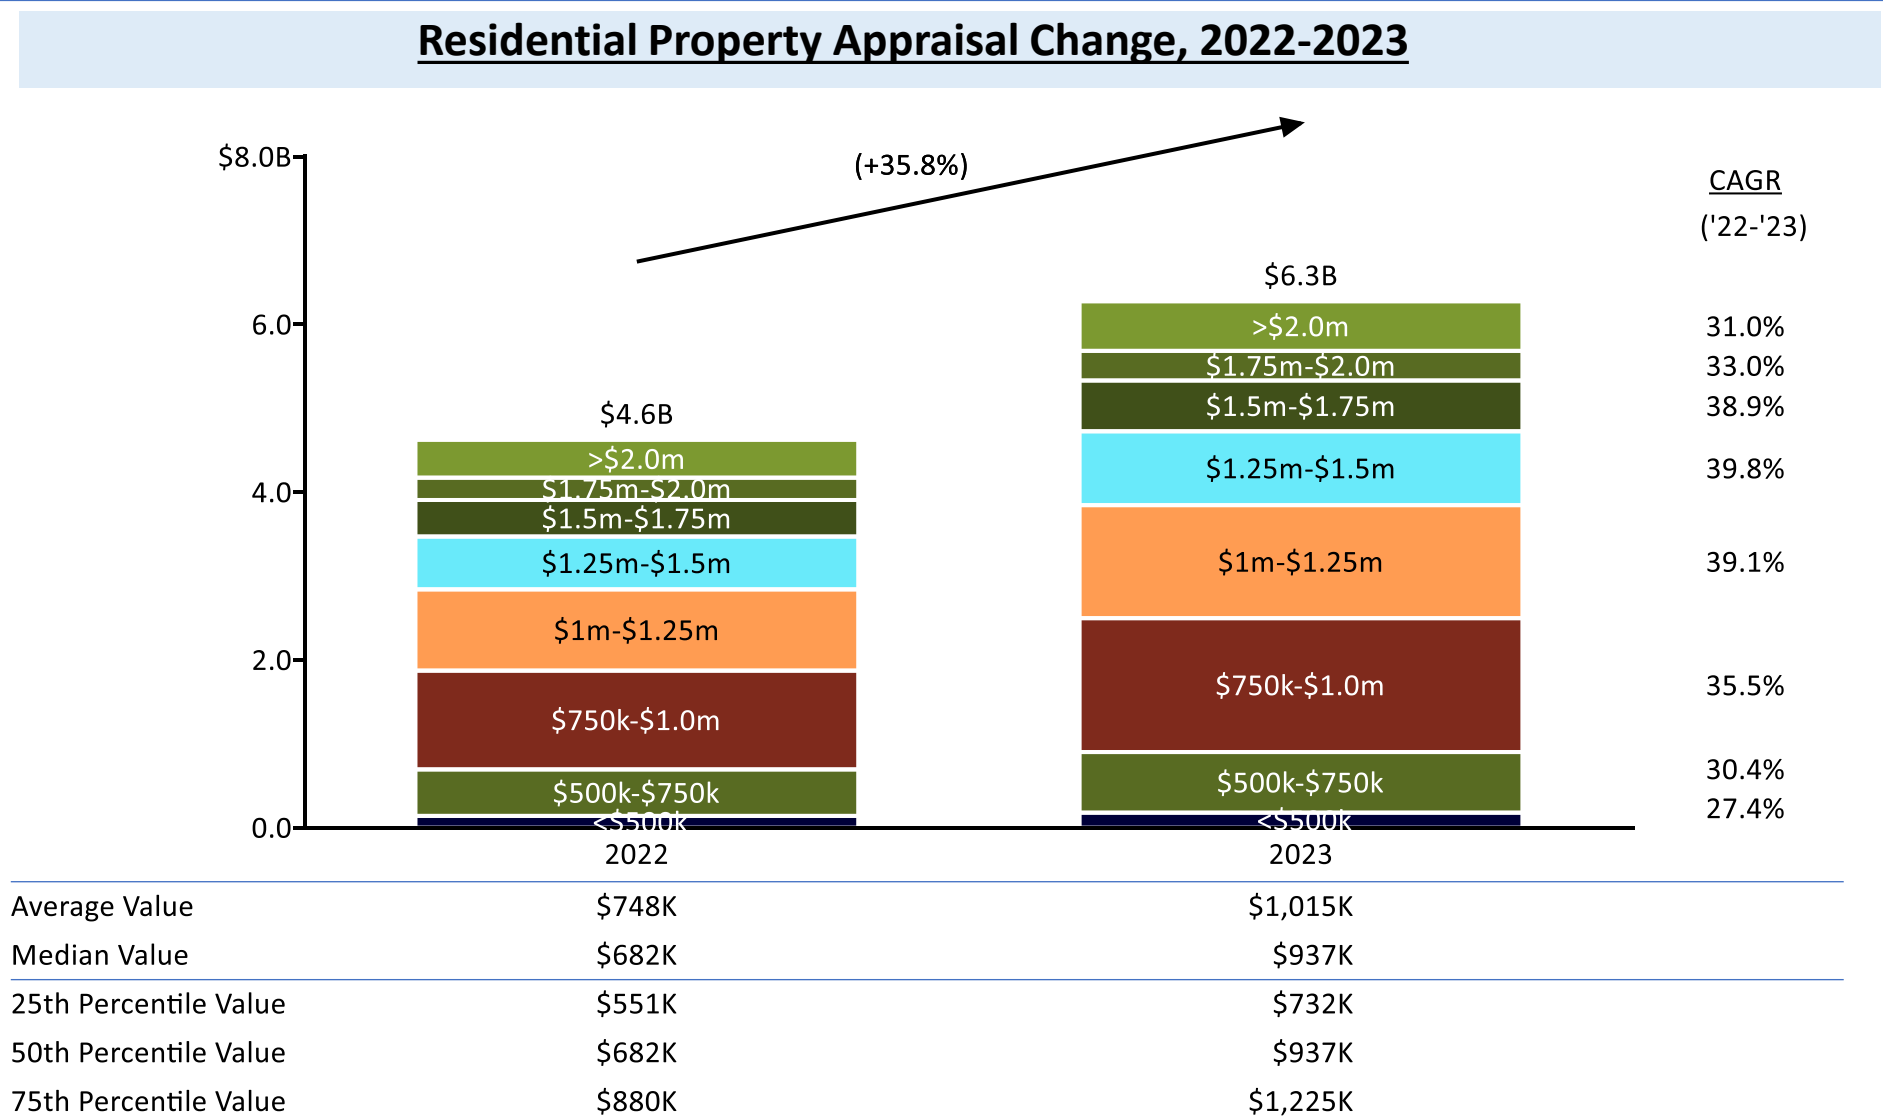 Residential Property Appraisal Change, 2022-2023
(+35.8%)
$8.0B
6.0
4.0
2.0
0.0
CAGR
('22-'23)
$4.6B
>$2.0m
$1.75m-$2.0m
$1.5m-$1.75m
$1.25m-$1.5m
$1m-$1.25m
$750k-$1.0m
$500k-$750k
<$500k
2022
$6.3B
>$2.0m
$1.75m-$2.0m
$1.5m-$1.75m
$1.25m-$1.5m
$1m-$1.25m
$750k-$1.0m
$500k-$750k
<$500k
2023
31.0%
33.0%
38.9%
39.8%
39.1%
35.5%
30.4%
27.4%
Average Value $748K $1,015K
Median Value $682K $937K
25th Percentile Value $551K $732K
50th Percentile Value $682K $937K
75th Percentile Value $880K $1,225K